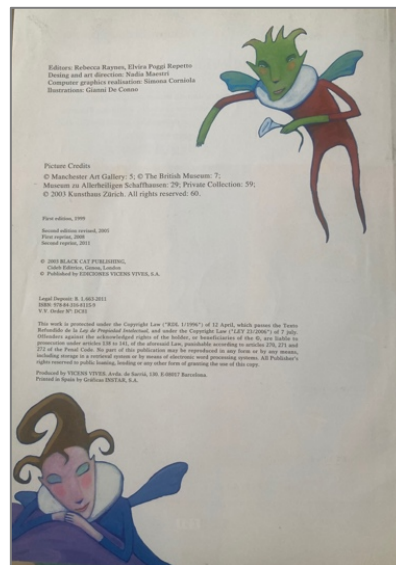 Editors: Rebecca Raynes, Elvira Poggi Repetto
Desing and art direction: Nadia Maestri
Computer graphics realisation: Simona Corniola
Ilustrations: Gianni De Conno
Picture Credits
© Manchester Art Gallery: 5; © The British Museum: 7;
Museum zu Allerheiligen Schaffhausen: 29; Private Collection: 59;
© 2003 Kunsthaus Zürich. All rights reserved: 60.
First edition, 1999
Second edition revised, 2005
First reprint, 2008
Second reprint, 2011
© 2003 BLACK CAT PUBLISHING,
Cideb Editrice, Genoa, London
© Published by EDICIONES VICENS VIVES, S.A.
Legal Deposit: B. 1.662-2011
ISBN: 978-84-316-8115-9
V.V. Order Nº: DC81
This work is protected under the Copyright Law ("RDL 1/1996") of 12 April, which passes the Texto
Refundido de la Ley de Propiedad Intelectual, and under the Copyright Law ("LEY 23/2006") of 7 july.
Offenders against the acknowledged rights of the holder, or beneficiaries of the ©, are liable to
prosecution under articles 138 to 141, of the aforesaid Law, punishable according to articles 270, 271 and
272 of the Penal Code. No part of this publication may be reproduced in any form or by any means,
including storage in a retrieval system or by means of electronic word processing systems. All Publisher's
rights reserved to public leasing, lending or any other form of granting the use of this copy.
Produced by VICENS VIVES. Avda. de Sarriá, 130. E-08017 Barcelona.
Printed in Spain by Gráficas INSTAR, S.A.